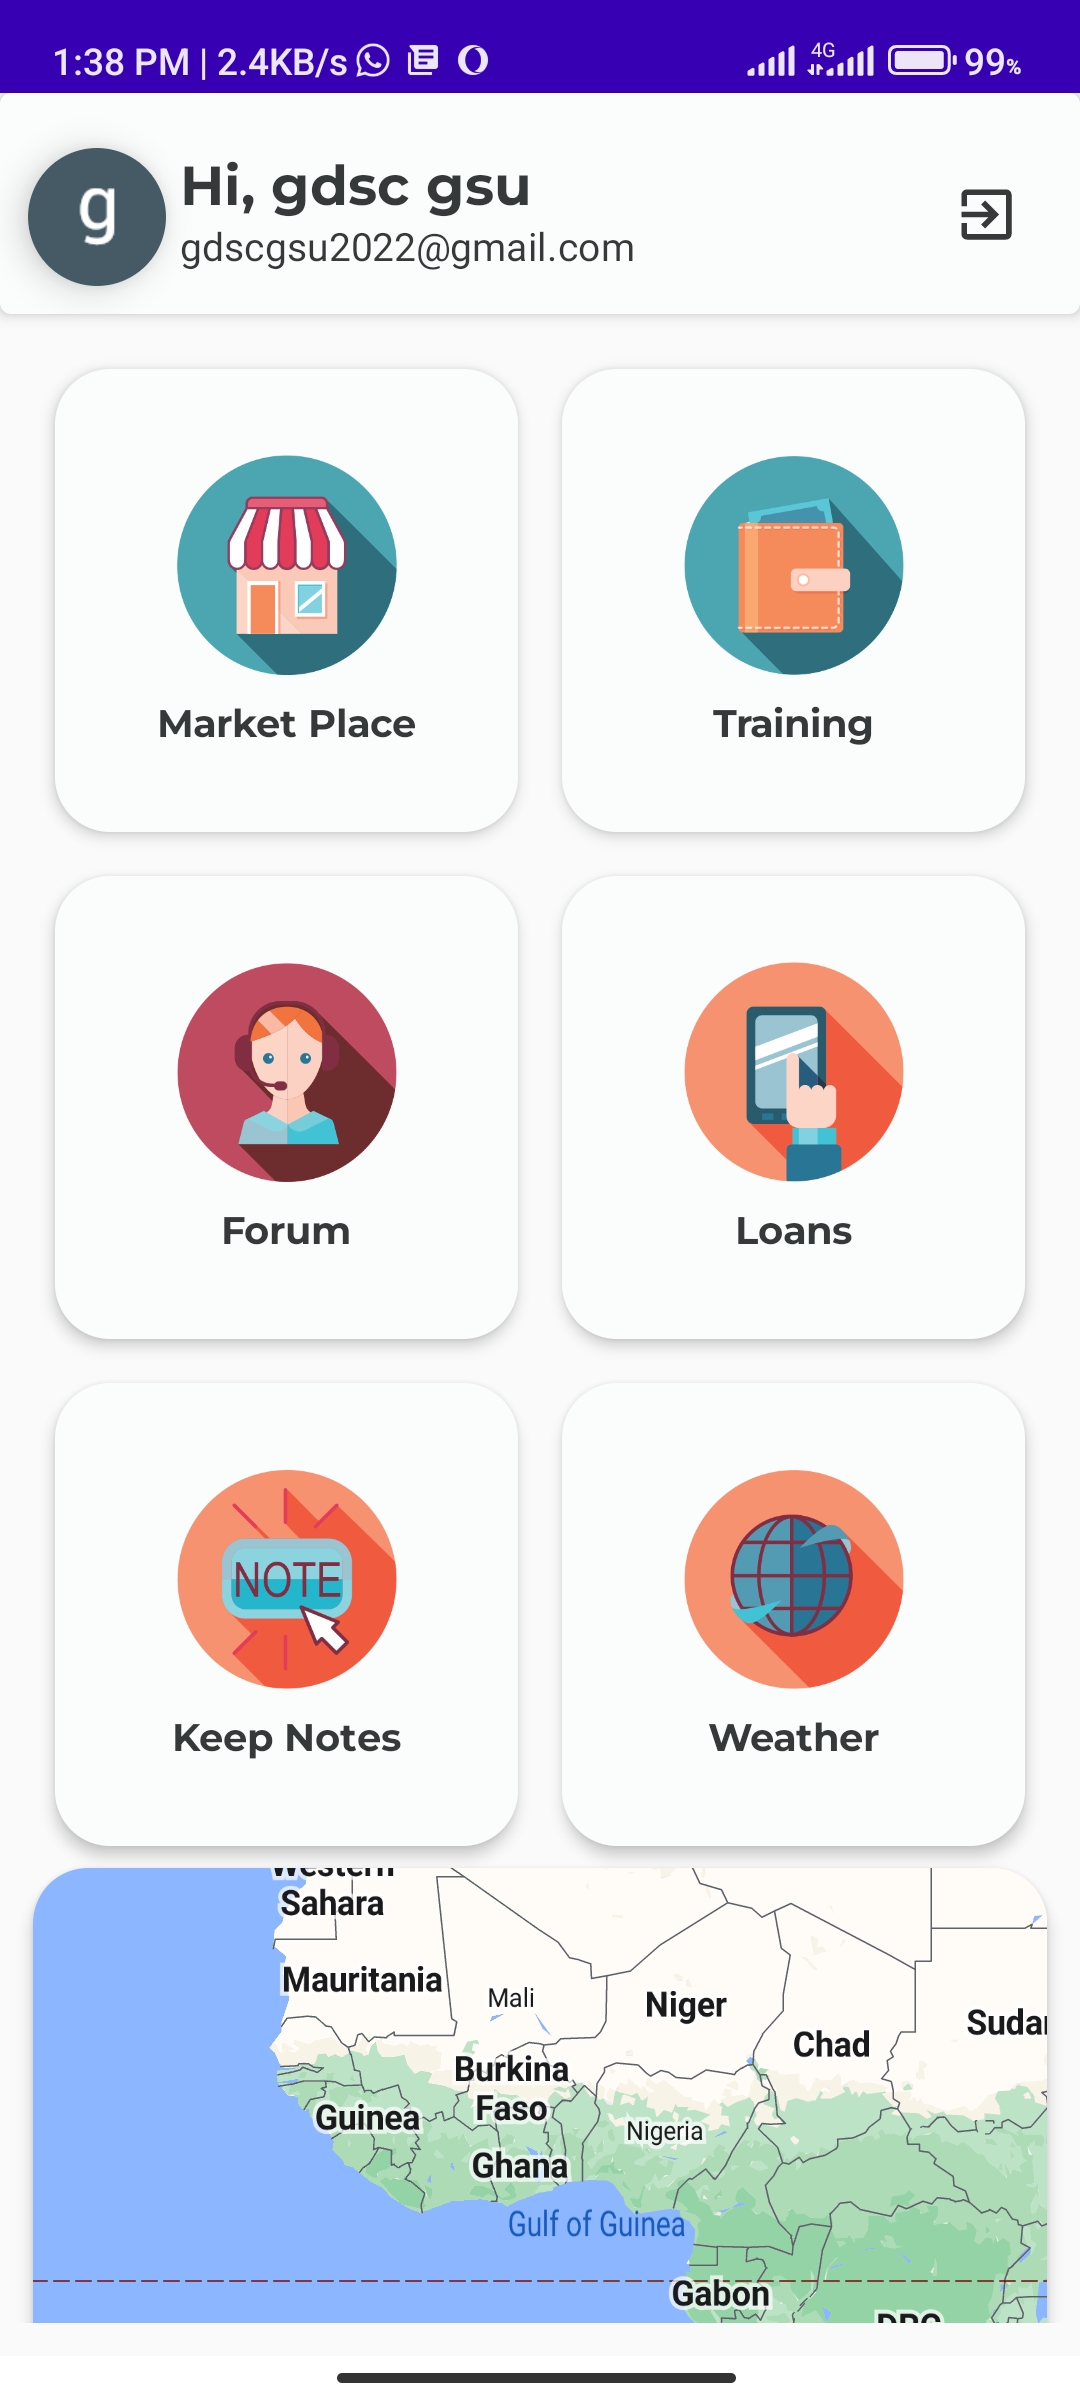 1:38 PM | 2.4KB/s
4G
99%
g
Hi, gdsc gsu
gdscgsu2022@gmail.com
Market Place
Training
Forum
Loans
NOTE
Keep Notes
Weather
Western
Sahara
Mauritania
Mali
Niger
Chad
Sudan
Burkina
Faso
Guinea
Nigeria
Ghana
Gulf of Guinea
Gabon
DRC